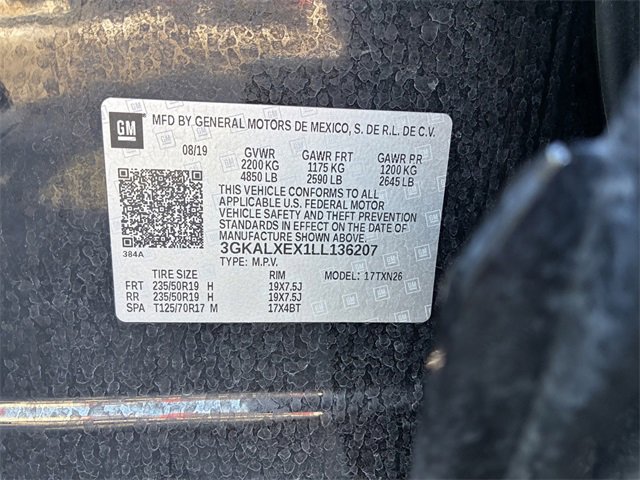 GM
MFD BY GENERAL MOTORS DE MEXICO, S. DE R.L. DE C.V.
08/19 GVWR GAWR FRT GAWR RR
2200 KG 1175 KG 1200 KG
4850 LB 2590 LB 2645 LB
THIS VEHICLE CONFORMS TO ALL
APPLICABLE U.S. FEDERAL MOTOR
VEHICLE SAFETY AND THEFT PREVENTION
STANDARDS IN EFFECT ON THE DATE OF
MANUFACTURE SHOWN ABOVE.
384A
3GKALXEX1LL136207
TYPE: M.P.V. MODEL: 17TXN26
TIRE SIZE RIM
FRT 235/50R19 H 19X7.5J
RR 235/50R19 H 19X7.5J
SPA T125/70R17 M 17X4BT